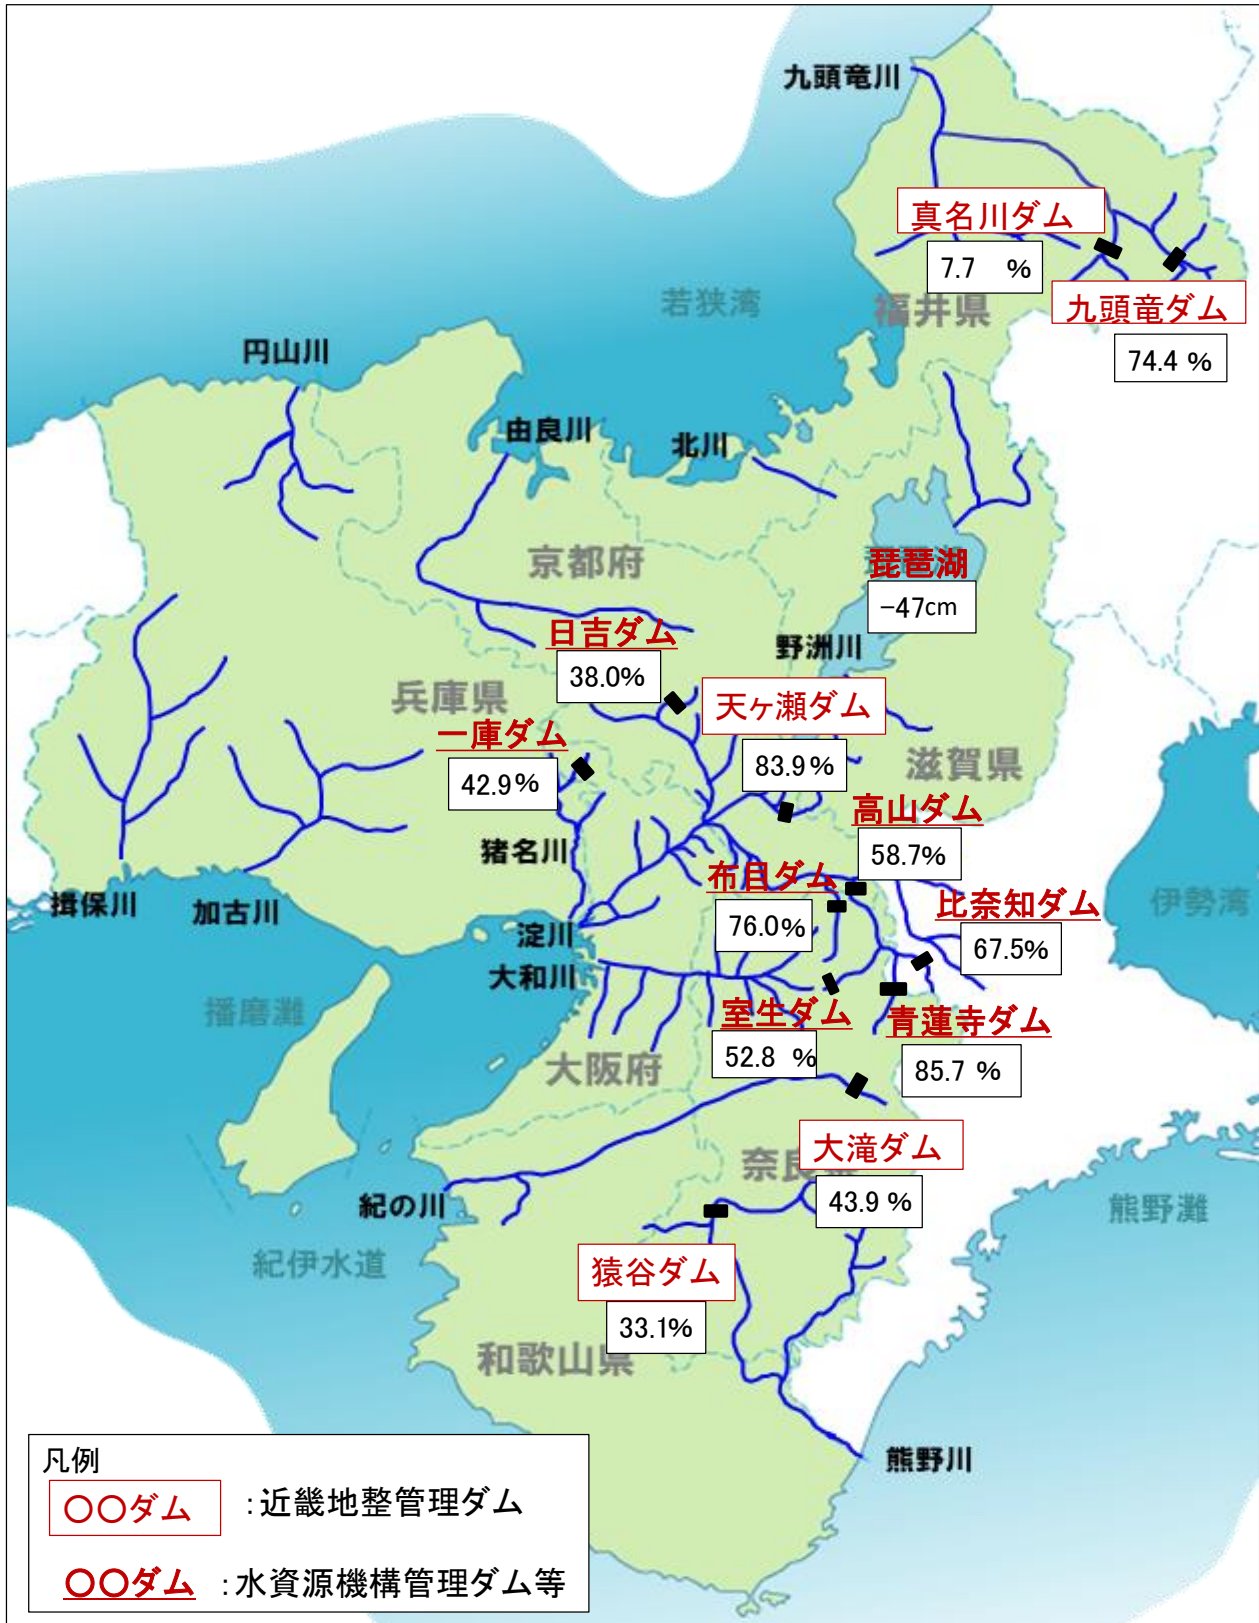 九頭竜川
真名川ダム
7.7 %
九頭竜ダム
74.4 %
若狭湾
福井県
円山川
由良川
北川
京都府
琵琶湖
-47cm
日吉ダム
38.0%
野洲川
兵庫県
天ヶ瀬ダム
83.9%
一庫ダム
42.9%
滋賀県
高山ダム
58.7%
猪名川
布目ダム
76.0%
比奈知ダム
67.5%
伊勢湾
揖保川
加古川
淀川
大和川
播磨灘
室生ダム
52.8 %
青蓮寺ダム
85.7 %
大阪府
大滝ダム
43.9 %
奈良県
紀の川
熊野灘
紀伊水道
猿谷ダム
33.1%
和歌山県
熊野川
凡例
〇〇ダム :近畿地整管理ダム
〇〇ダム :水資源機構管理ダム等